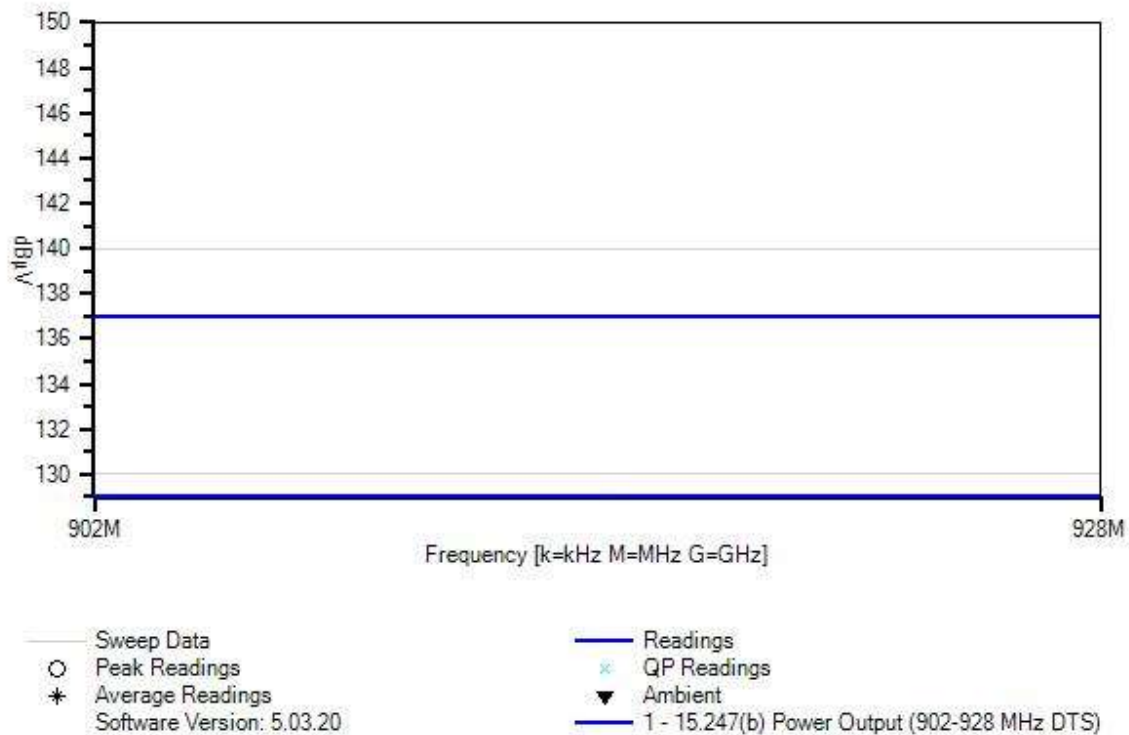 150
148
146
144
142
140
dBµV
136
134
132
130
902M
928M
Frequency [k=kHz M=MHz G=GHz]
Sweep Data
Readings
Peak Readings
QP Readings
Average Readings
Ambient
Software Version: 5.03.20
1 - 15.247(b) Power Output (902-928 MHz DTS)